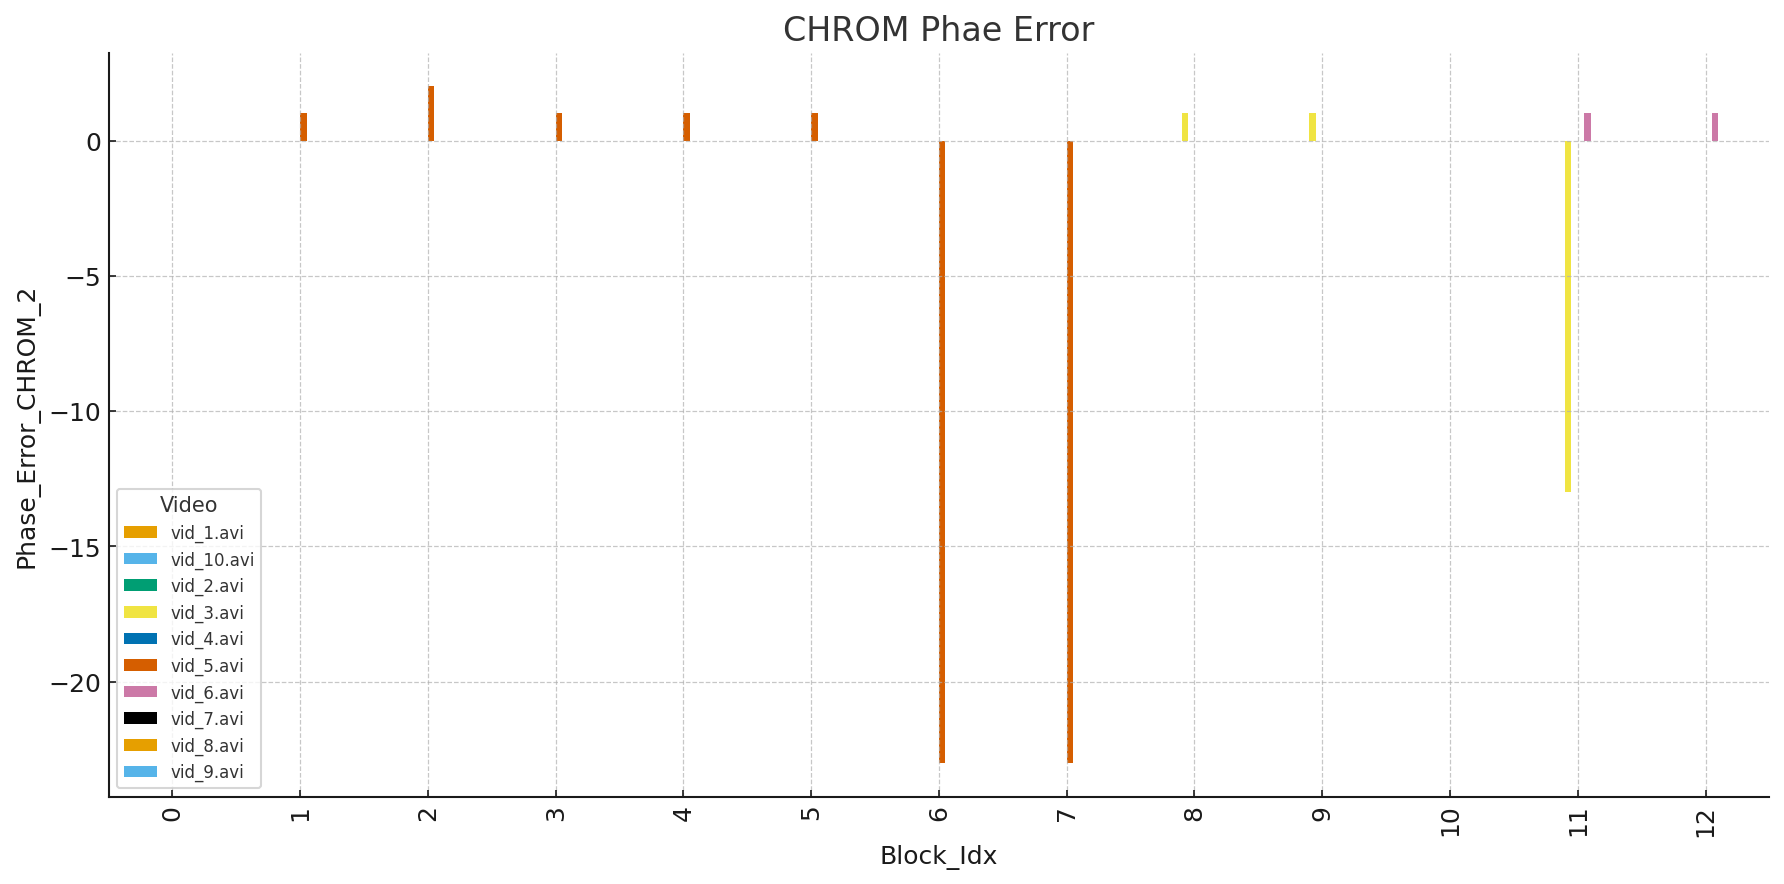 CHROM Phae Error
Phase_Error_CHROM_2
0
−5
−10
−15
−20
Video
vid_1.avi
vid_10.avi
vid_2.avi
vid_3.avi
vid_4.avi
vid_5.avi
vid_6.avi
vid_7.avi
vid_8.avi
vid_9.avi
0 1 2 3 4 5 6 7 8 9 10 11 12
Block_Idx